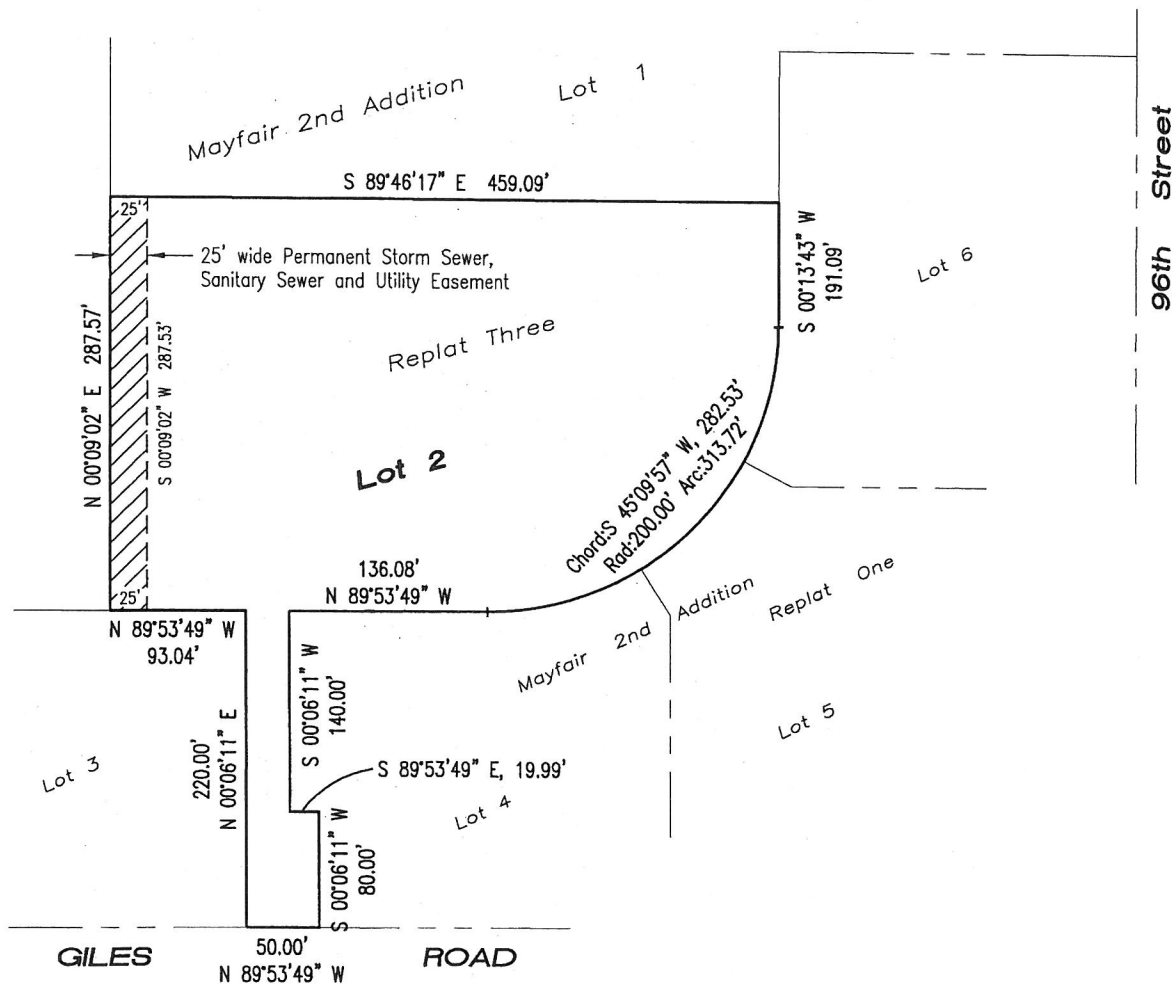 Mayfair 2nd Addition
Lot 1
S 89°46'17" E 459.09'
25'
25' wide Permanent Storm Sewer,
Sanitary Sewer and Utility Easement
N 00°09'02" E 287.57'
S 00°09'02" W 287.53'
S 00°13'43" W
191.09'
Lot 6
96th Street
Replat Three
Lot 2
Chord:S 45°09'57" W, 282.53'
Rad:200.00' Arc:313.72'
136.08'
N 89°53'49" W
25'
N 89°53'49" W
93.04'
Mayfair 2nd Addition
Replat One
Lot 5
220.00'
N 00°06'11" E
S 00°06'11" W
140.00'
S 89°53'49" E, 19.99'
Lot 3
Lot 4
S 00°06'11" W
80.00'
GILES ROAD
50.00'
N 89°53'49" W